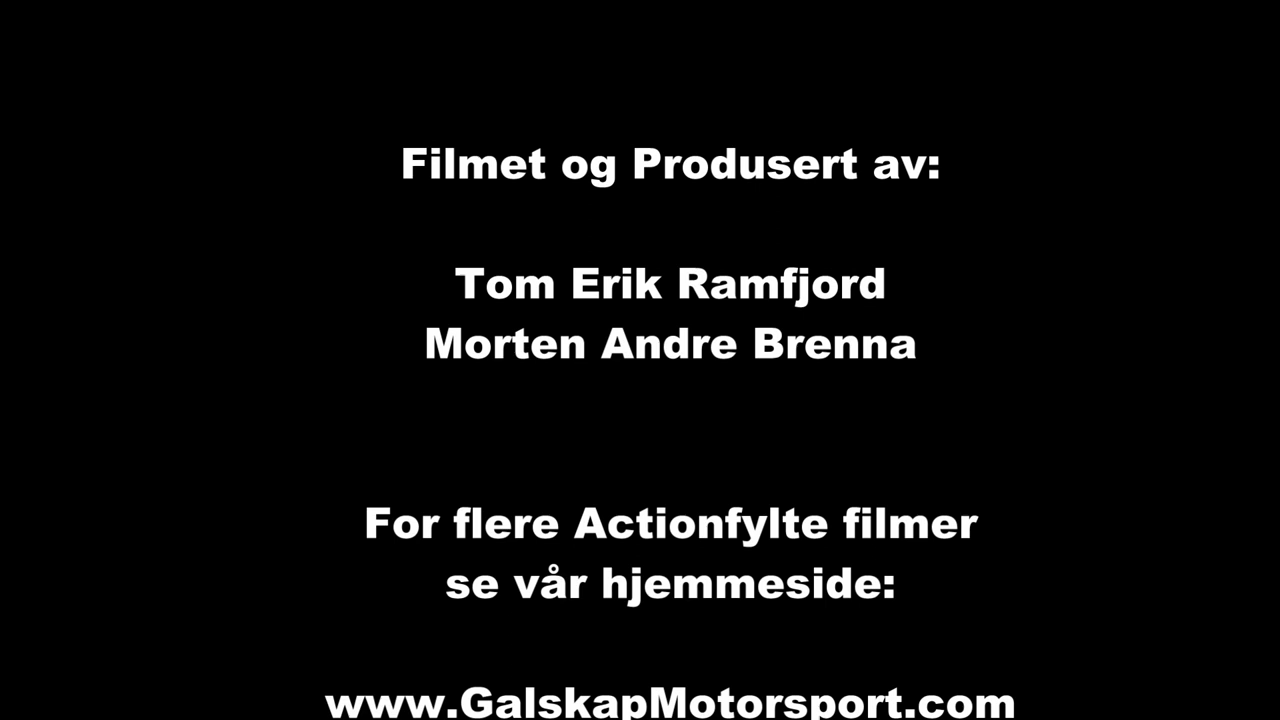 Filmet og Produsert av:
Tom Erik Ramfjord
Morten Andre Brenna
For flere Actionfylte filmer
se vår hjemmeside:
www.GalskapMotorsport.com